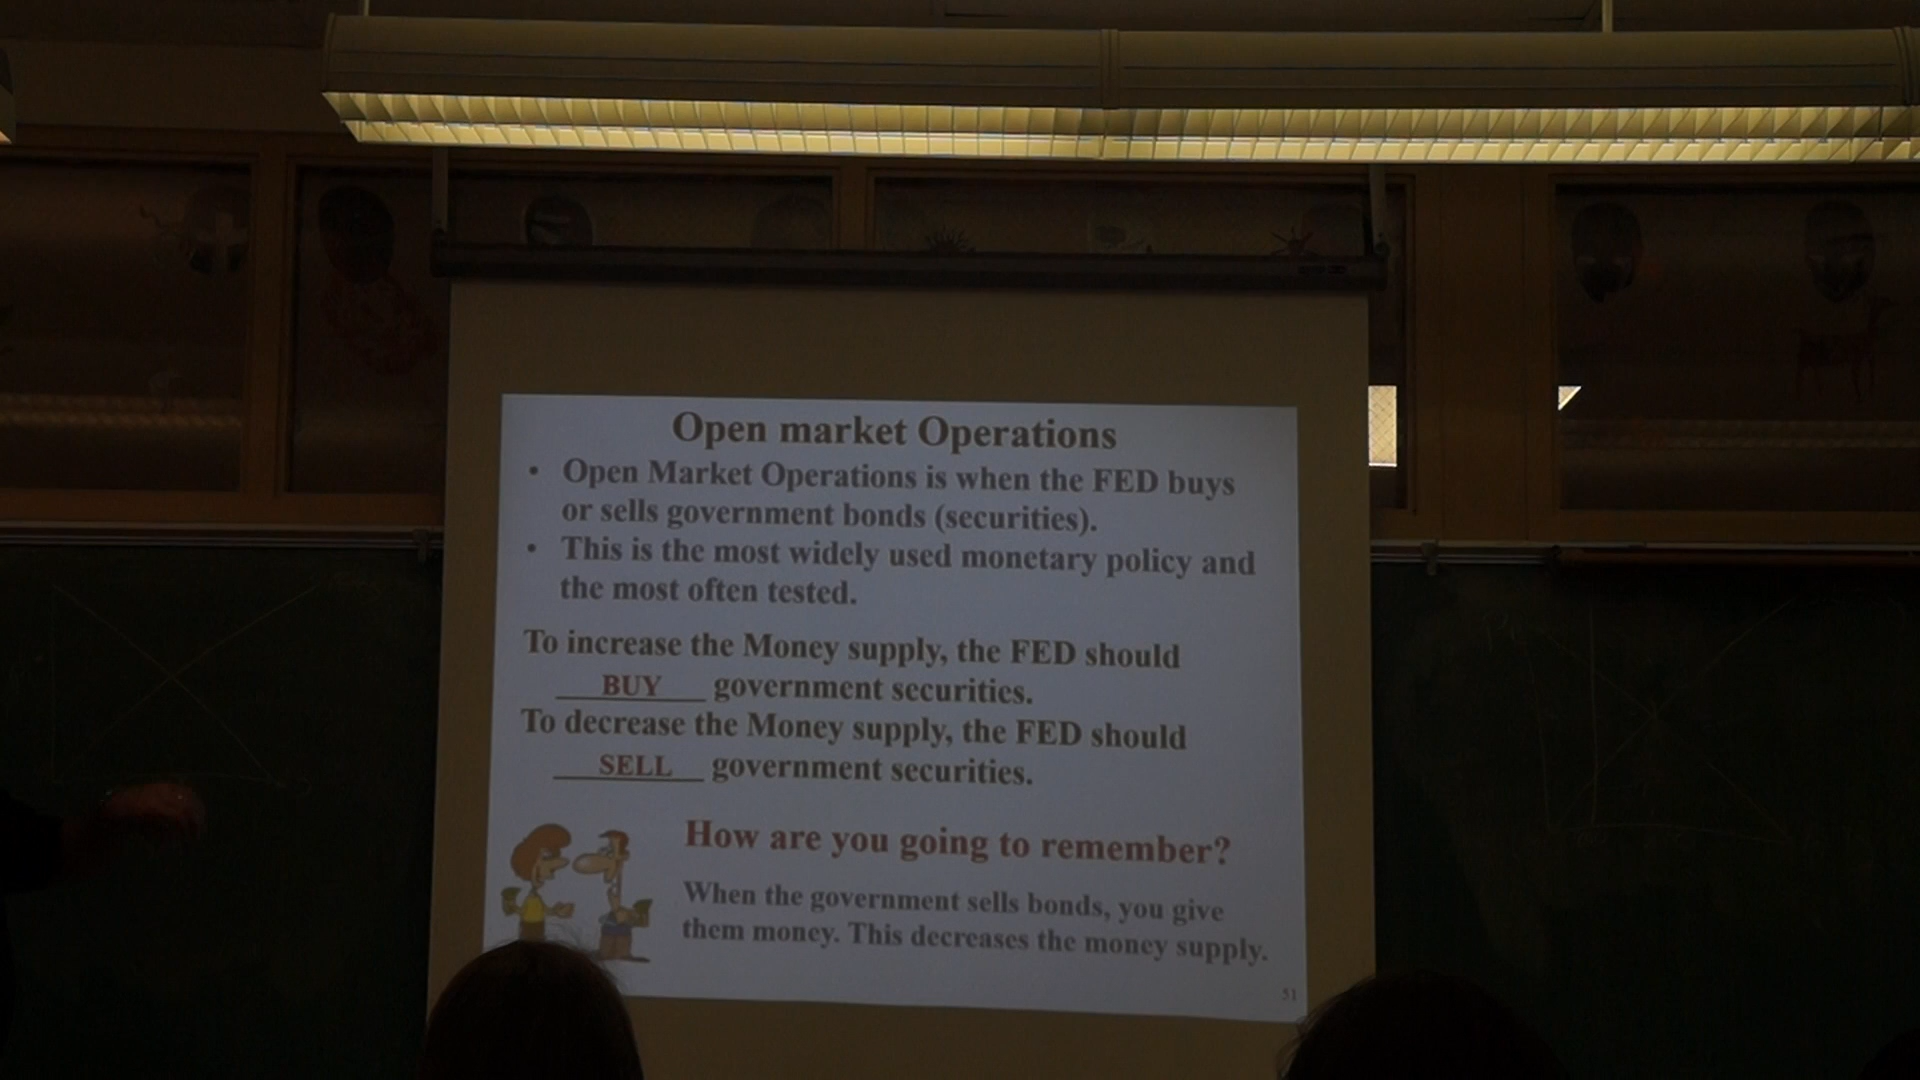 Open market Operations
• Open Market Operations is when the FED buys
or sells government bonds (securities).
• This is the most widely used monetary policy and
the most often tested.
To increase the Money supply, the FED should
___BUY___ government securities.
To decrease the Money supply, the FED should
___SELL___ government securities.
How are you going to remember?
When the government sells bonds, you give
them money. This decreases the money supply.
51